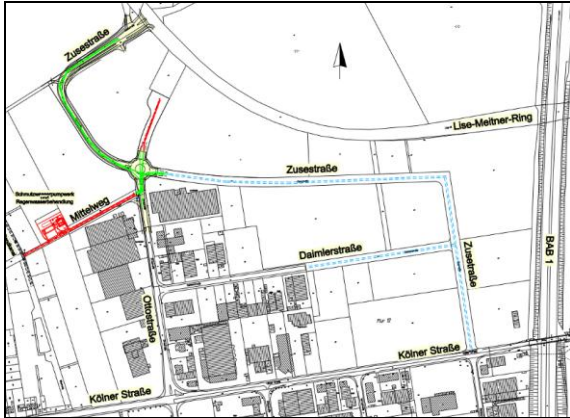 Zusestraße
Lise-Meitner-Ring
Zusestraße
Mittelweg
Daimlerstraße
Zusestraße
BAB 1
Ottostraße
Kölner Straße
Kölner Straße